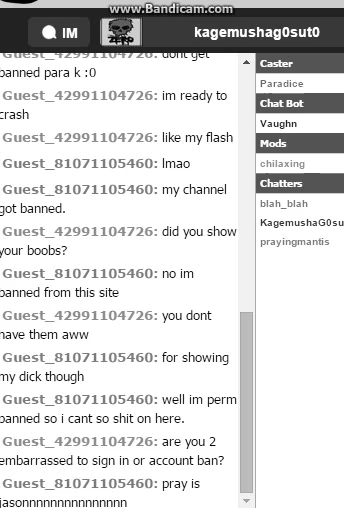 www.Bandicam.com
IM
ZERO
kagemushag0sut0
dont get
banned para k :0
Guest_42991104726: im ready to
crash
Guest_42991104726: like my flash
Guest_81071105460: lmao
Guest_81071105460: my channel
got banned.
Guest_42991104726: did you show
your boobs?
Guest_81071105460: no im
banned from this site
Guest_42991104726: you dont
have them aww
Guest_81071105460: for showing
my dick though
Guest_81071105460: well im perm
banned so i cant so shit on here.
Guest_42991104726: are you 2
embarrassed to sign in or account ban?
Guest_81071105460: pray is
jasonnnnnnnnnnnnnnn
Caster
Paradice
Chat Bot
Vaughn
Mods
chilaxing
Chatters
blah_blah
KagemushaG0su
prayingmantis